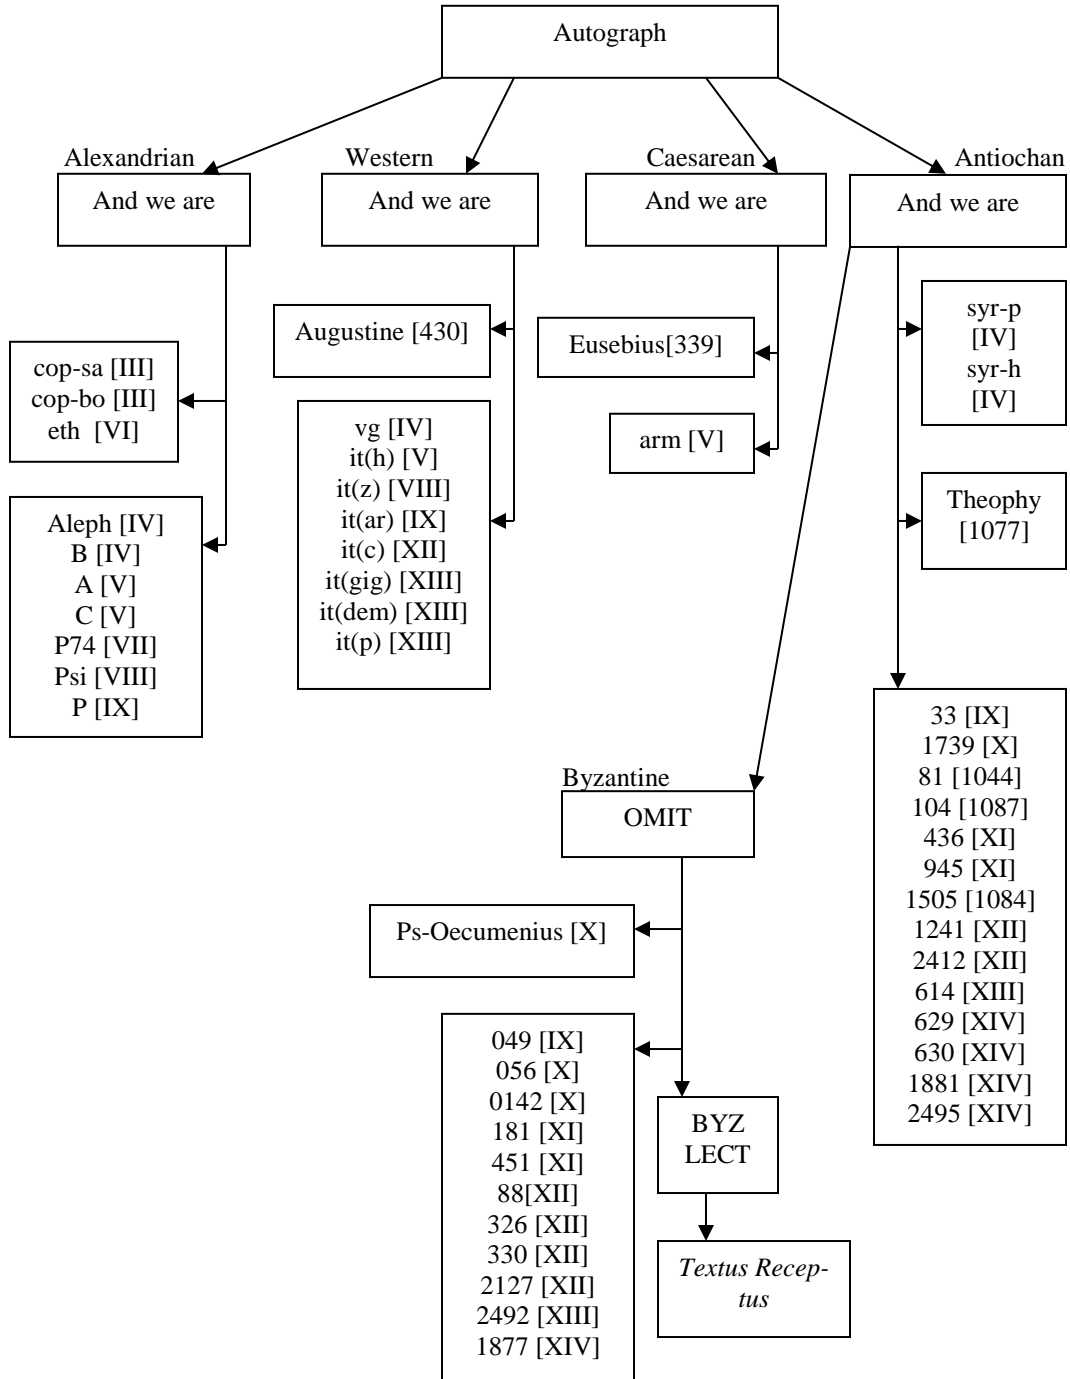 Autograph
Alexandrian
Western
Caesarean
Antiochan
And we are
And we are
And we are
And we are
cop-sa [III]
cop-bo [III]
eth [VI]
Aleph [IV]
B [IV]
A [V]
C [V]
P74 [VII]
Psi [VIII]
P [IX]
Augustine [430]
vg [IV]
it(h) [V]
it(z) [VIII]
it(ar) [IX]
it(c) [XII]
it(gig) [XIII]
it(dem) [XIII]
it(p) [XIII]
Eusebius[339]
arm [V]
syr-p
[IV]
syr-h
[IV]
Theophy
[1077]
33 [IX]
1739 [X]
81 [1044]
104 [1087]
436 [XI]
945 [XI]
1505 [1084]
1241 [XII]
2412 [XII]
614 [XIII]
629 [XIV]
630 [XIV]
1881 [XIV]
2495 [XIV]
Byzantine
OMIT
Ps-Oecumenius [X]
049 [IX]
056 [X]
0142 [X]
181 [XI]
451 [XI]
88[XII]
326 [XII]
330 [XII]
2127 [XII]
2492 [XIII]
1877 [XIV]
BYZ
LECT
Textus Recep-
tus